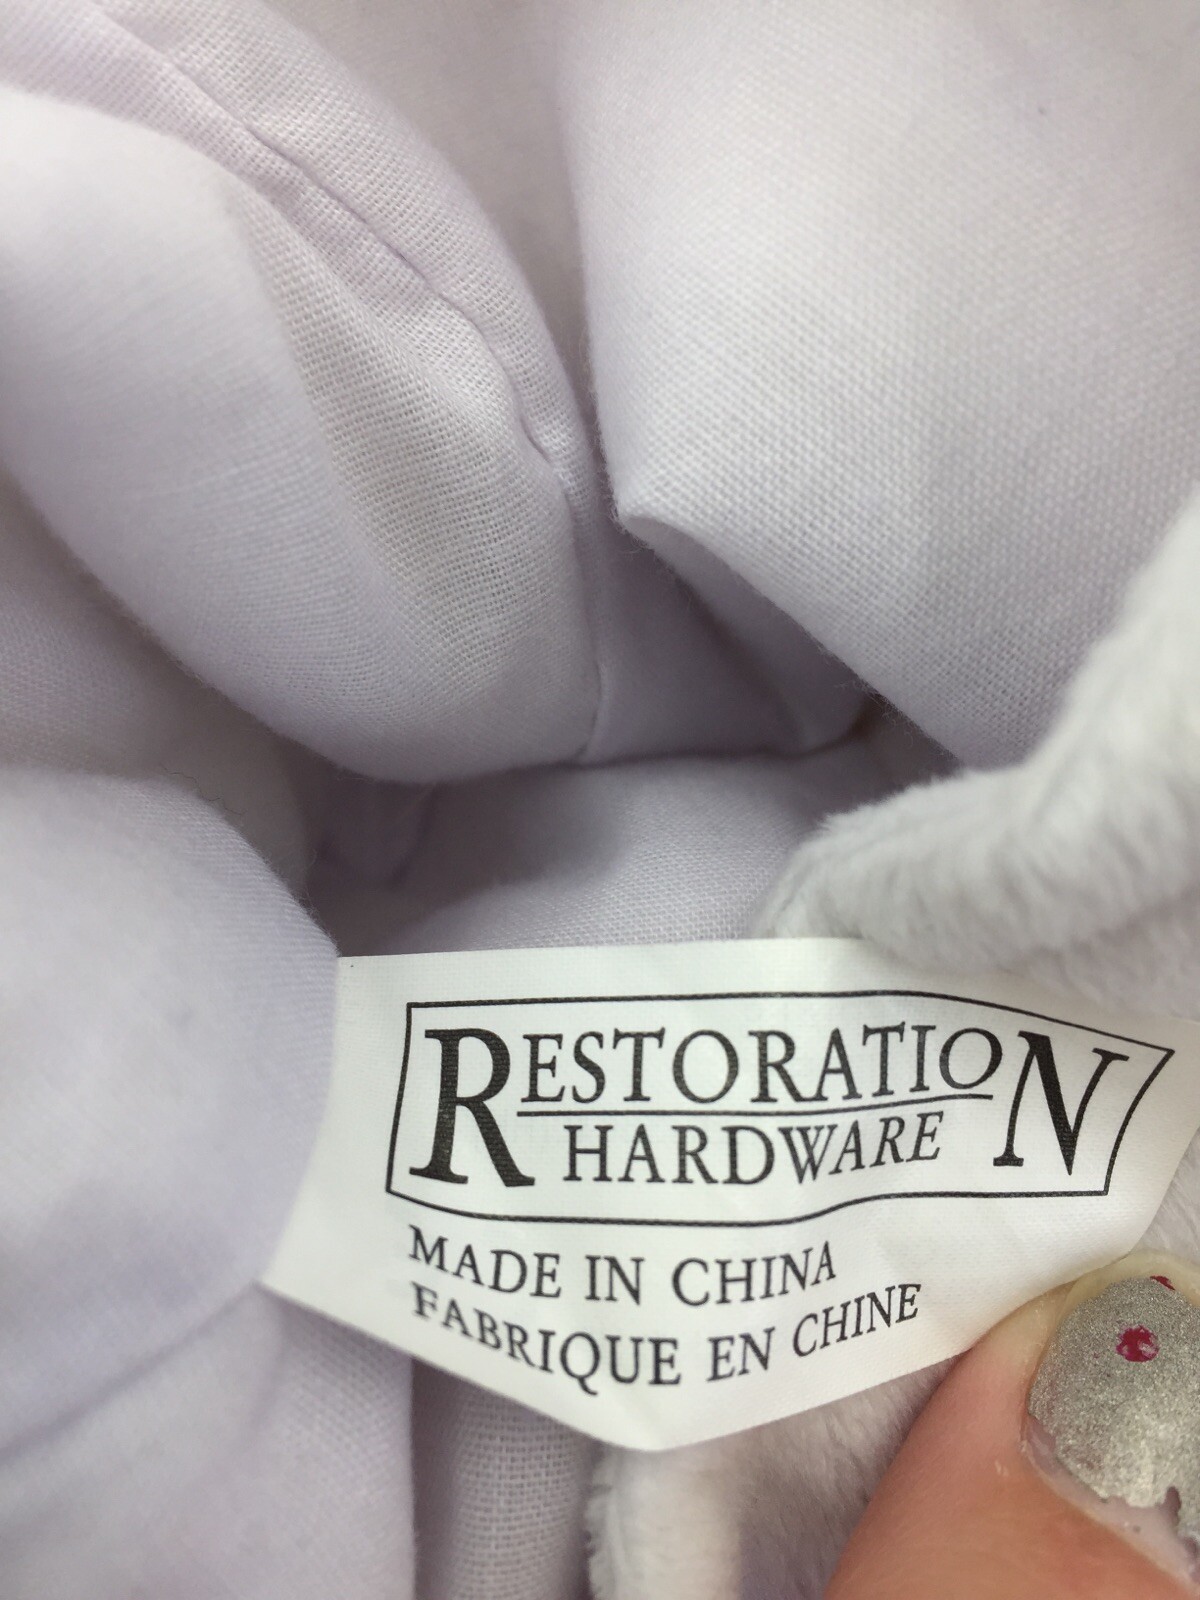 RESTORATION
HARDWARE
MADE IN CHINA
FABRIQUE EN CHINE